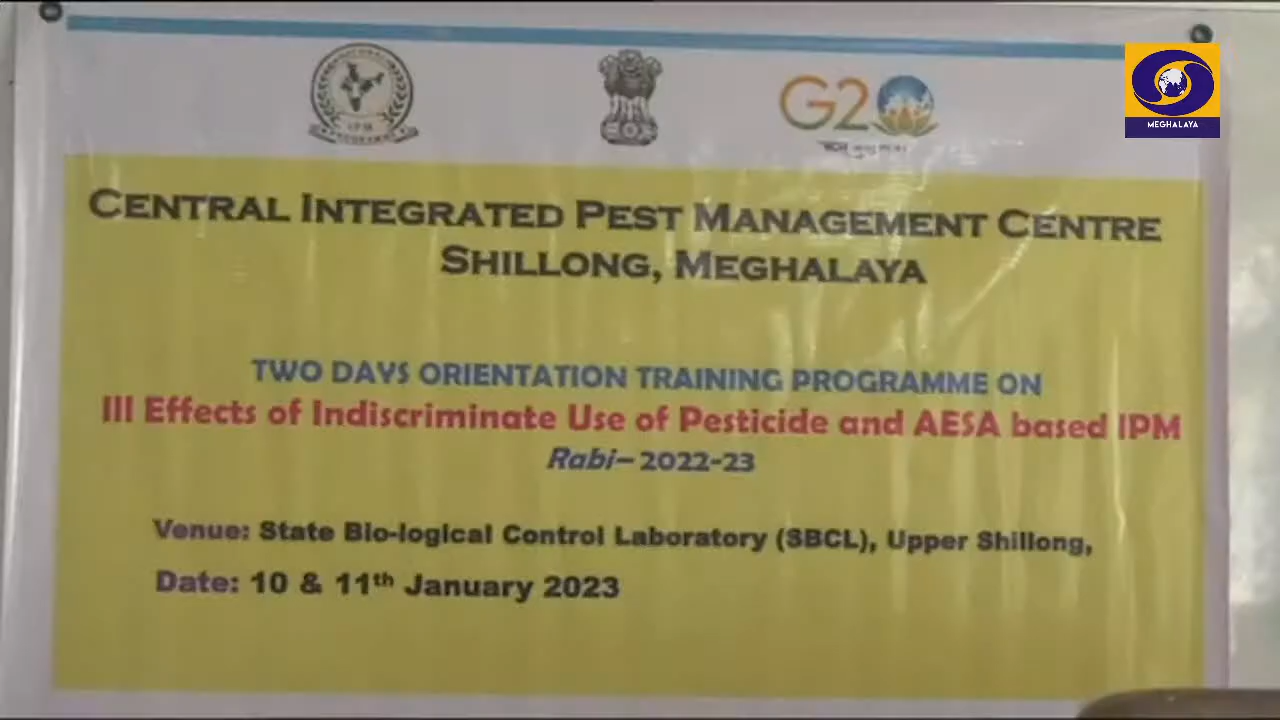 G20
MEGHALAYA
IPM
CENTRAL INTEGRATED PEST MANAGEMENT CENTRE
SHILLONG, MEGHALAYA
TWO DAYS ORIENTATION TRAINING PROGRAMME ON
Ill Effects of Indiscriminate Use of Pesticide and AESA based IPM
Rabi– 2022-23
Venue: State Bio-logical Control Laboratory (SBCL), Upper Shillong,
Date: 10 & 11th January 2023